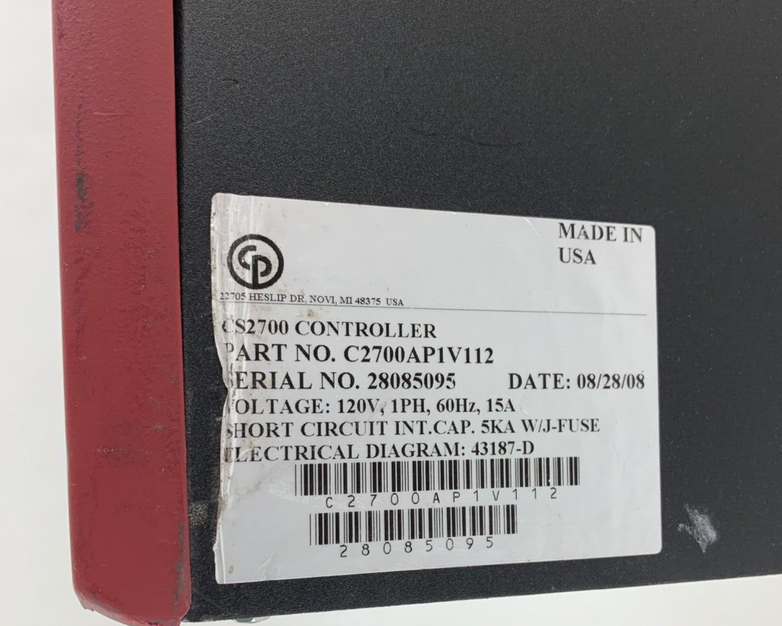 CP
MADE IN
USA
22705 HESLIP DR, NOVI, MI 48375 USA
CS2700 CONTROLLER
PART NO. C2700AP1V112
SERIAL NO. 28085095 DATE: 08/28/08
VOLTAGE: 120V, 1PH, 60Hz, 15A
SHORT CIRCUIT INT.CAP. 5KA W/J-FUSE
ELECTRICAL DIAGRAM: 43187-D
C2700AP1V112
28085095